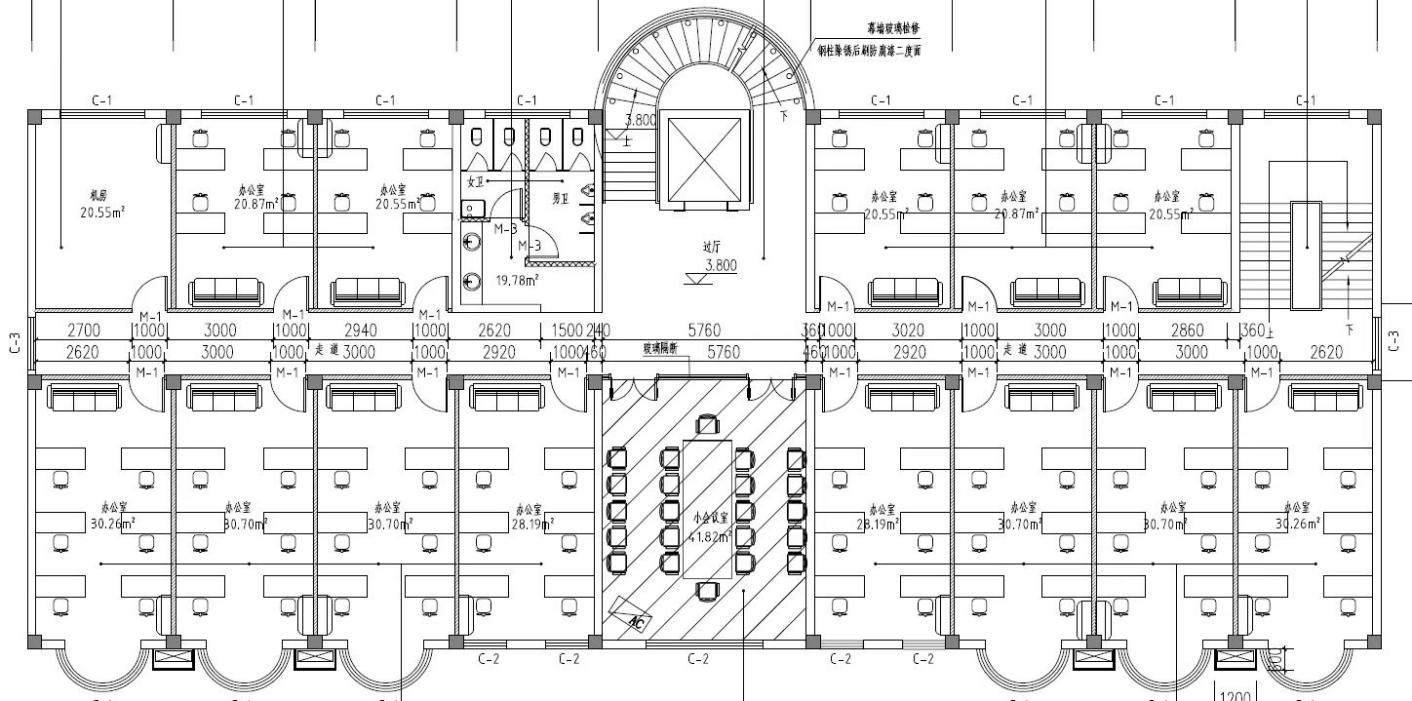 幕墙玻璃检修
钢柱除锈后刷防腐漆二度面
C-1
C-1
C-1
C-1
C-1
C-1
C-1
C-1
3.800
上
下
女卫
男卫
机房
20.55m²
办公室
20.87m²
办公室
20.55m²
M-3
M-3
19.78m²
过厅
3.800
办公室
20.55m²
办公室
20.87m²
办公室
20.55m²
M-1
M-1
M-1
M-1
M-1
M-1
C-3
2700
1000
3000
1000
2940
1000
2620
1500
240
5760
360
1000
3020
1000
3000
1000
2860
360
上
下
C-3
2620
1000
3000
1000
走道
3000
1000
2920
1000
460
玻璃隔断
5760
460
1000
2920
1000
走道
3000
1000
3000
1000
2620
M-1
M-1
M-1
M-1
M-1
M-1
M-1
M-1
办公室
30.26m²
办公室
30.70m²
办公室
30.70m²
办公室
28.19m²
小会议室
41.82m²
办公室
28.19m²
办公室
30.70m²
办公室
30.70m²
办公室
30.26m²
AC
C-2
C-2
C-2
C-2
C-2
600
1200